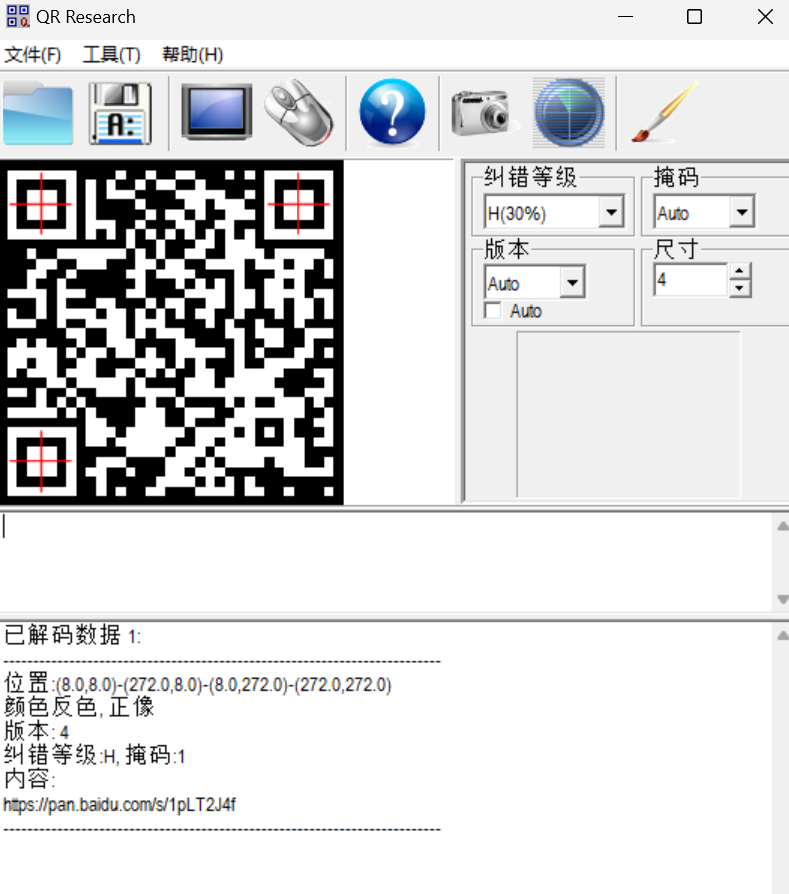 QR Research
文件(F) 工具(T) 帮助(H)
A:
?
纠错等级 掩码
H(30%) Auto
版本 尺寸
Auto 4
Auto
已解码数据 1:
---------------------------------------------------------------------------
位置:(8.0,8.0)-(272.0,8.0)-(8.0,272.0)-(272.0,272.0)
颜色反色, 正像
版本: 4
纠错等级:H, 掩码:1
内容:
https://pan.baidu.com/s/1pLT2J4f
---------------------------------------------------------------------------